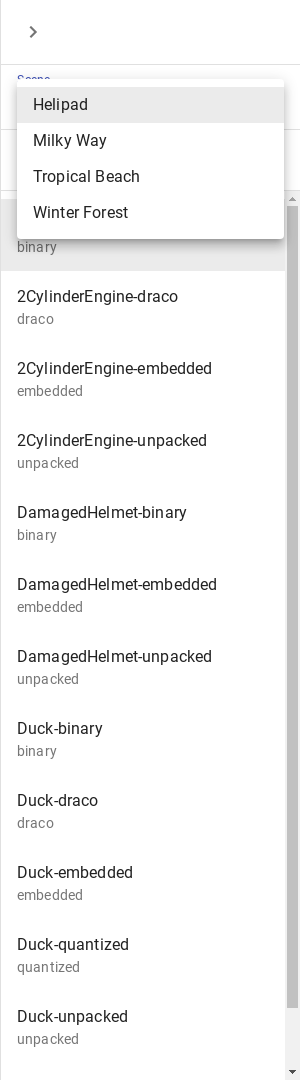 Scene
Helipad
Milky Way
Tropical Beach
Winter Forest
binary
2CylinderEngine-draco
draco
2CylinderEngine-embedded
embedded
2CylinderEngine-unpacked
unpacked
DamagedHelmet-binary
binary
DamagedHelmet-embedded
embedded
DamagedHelmet-unpacked
unpacked
Duck-binary
binary
Duck-draco
draco
Duck-embedded
embedded
Duck-quantized
quantized
Duck-unpacked
unpacked